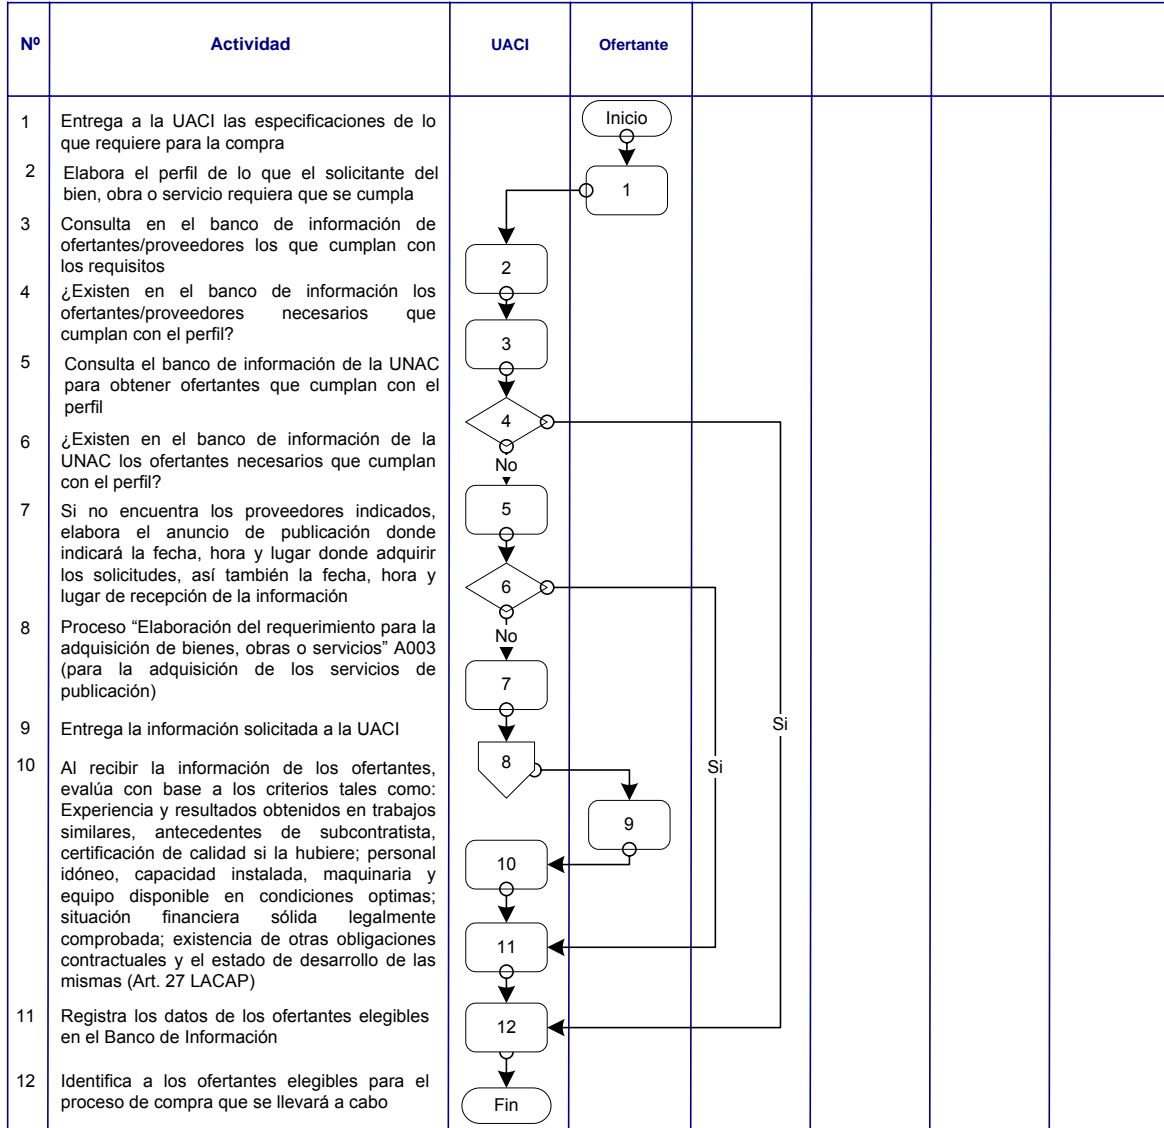 Nº
Actividad
UACI
Ofertante
1
Entrega a la UACI las especificaciones de lo
que requiere para la compra
2
Elabora el perfil de lo que el solicitante del
bien, obra o servicio requiera que se cumpla
3
Consulta en el banco de información de
ofertantes/proveedores los que cumplan con
los requisitos
4
¿Existen en el banco de información los
ofertantes/proveedores necesarios que
cumplan con el perfil?
5
Consulta el banco de información de la UNAC
para obtener ofertantes que cumplan con el
perfil
6
¿Existen en el banco de información de la
UNAC los ofertantes necesarios que cumplan
con el perfil?
7
Si no encuentra los proveedores indicados,
elabora el anuncio de publicación donde
indicará la fecha, hora y lugar donde adquirir
los solicitudes, así también la fecha, hora y
lugar de recepción de la información
8
Proceso “Elaboración del requerimiento para la
adquisición de bienes, obras o servicios” A003
(para la adquisición de los servicios de
publicación)
9
Entrega la información solicitada a la UACI
10
Al recibir la información de los ofertantes,
evalúa con base a los criterios tales como:
Experiencia y resultados obtenidos en trabajos
similares, antecedentes de subcontratista,
certificación de calidad si la hubiere; personal
idóneo, capacidad instalada, maquinaria y
equipo disponible en condiciones optimas;
situación financiera sólida legalmente
comprobada; existencia de otras obligaciones
contractuales y el estado de desarrollo de las
mismas (Art. 27 LACAP)
11
Registra los datos de los ofertantes elegibles
en el Banco de Información
12
Identifica a los ofertantes elegibles para el
proceso de compra que se llevará a cabo
Inicio
1
2
3
4
No
5
6
No
7
Si
8
Si
9
10
11
12
Fin